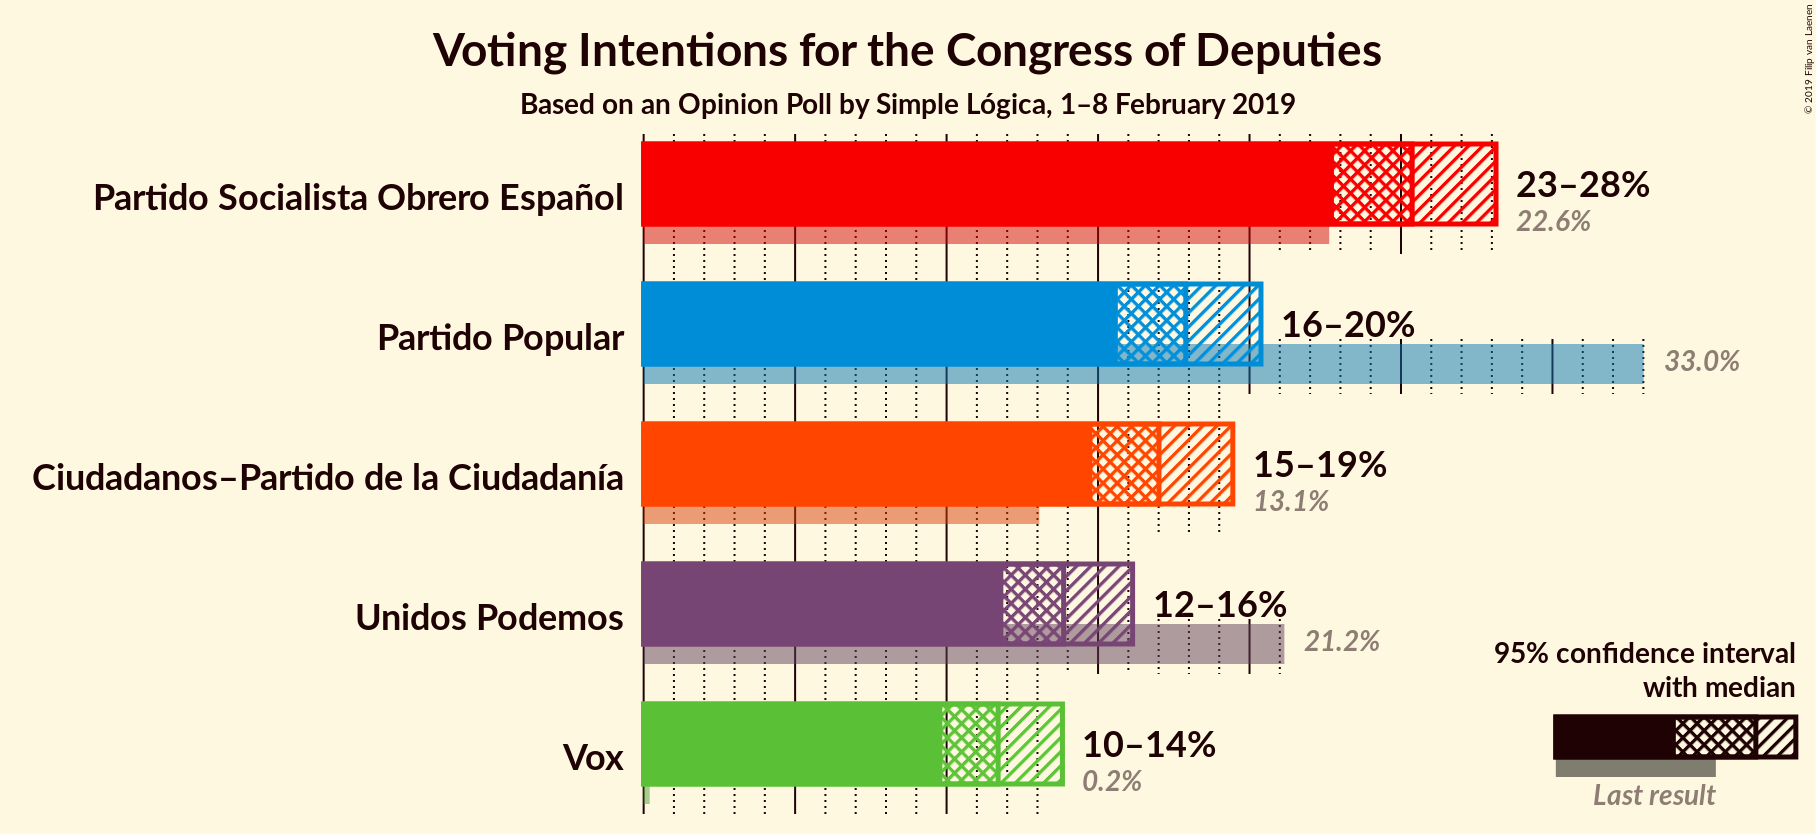 Voting Intentions for the Congress of Deputies
Based on an Opinion Poll by Simple Lógica, 1–8 February 2019
© 2019 Filip van Laenen
Partido Socialista Obrero Español
23–28%
22.6%
Partido Popular
16–20%
33.0%
Ciudadanos–Partido de la Ciudadanía
15–19%
13.1%
Unidos Podemos
12–16%
21.2%
Vox
10–14%
0.2%
95% confidence interval
with median
Last result